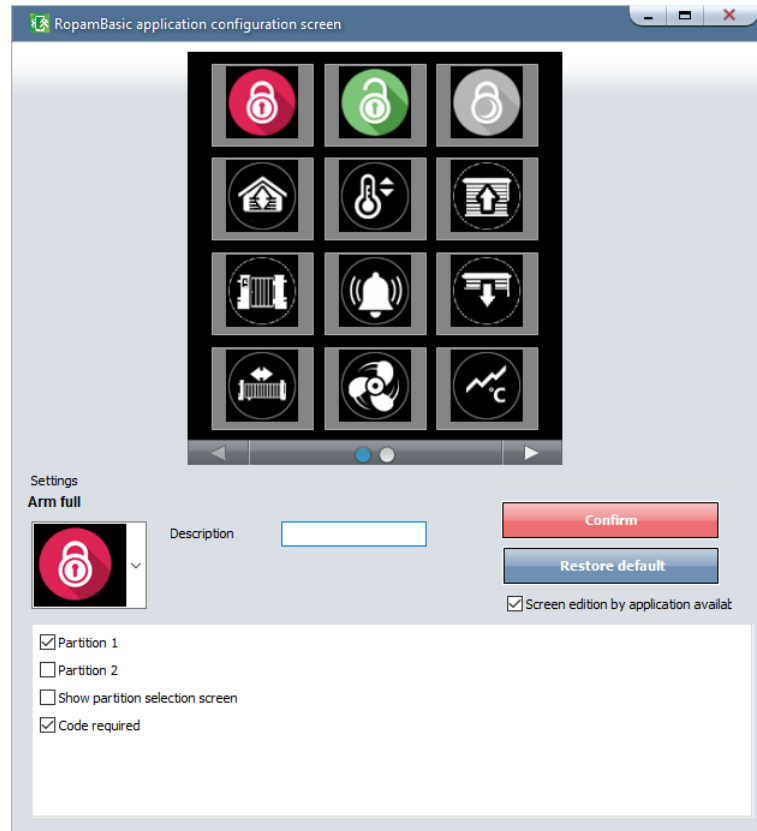 RopamBasic application configuration screen
°C
Settings
Arm full
Description
Confirm
Restore default
Screen edition by application availat
Partition 1
Partition 2
Show partition selection screen
Code required